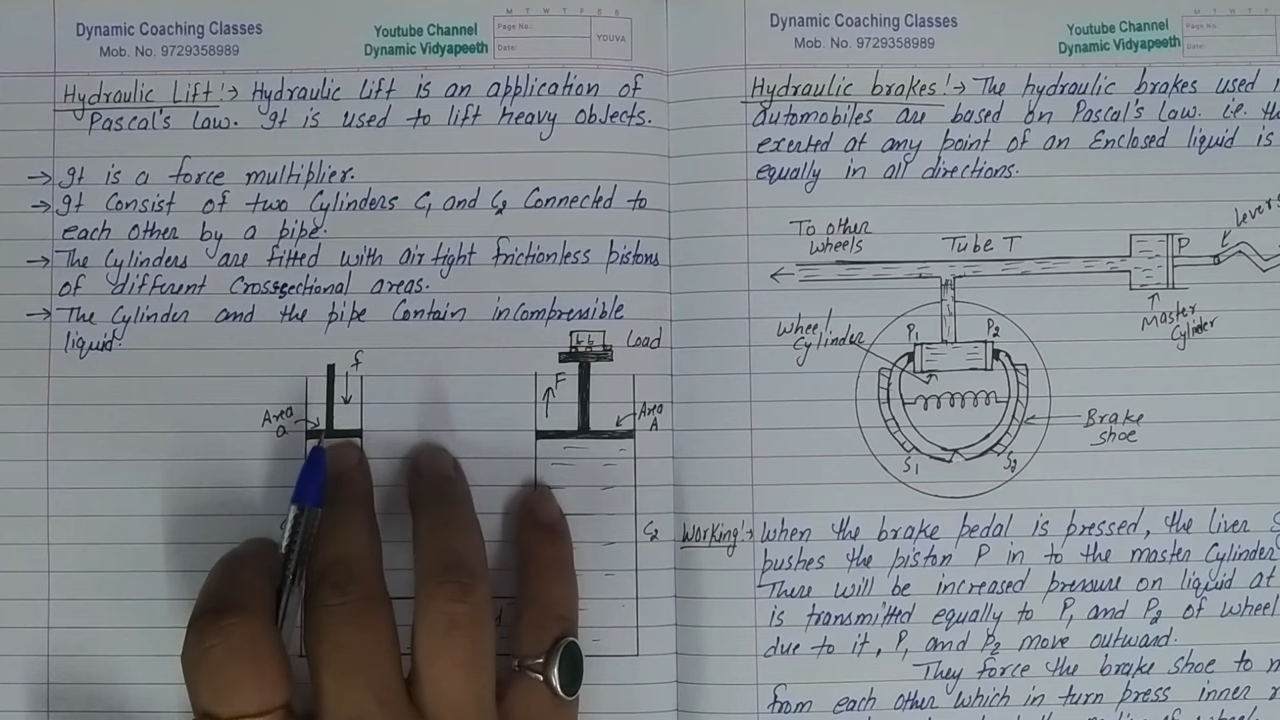 Dynamic Coaching Classes
Mob. No. 9729358989
Youtube Channel
Dynamic Vidyapeeth
M T W T F S S
Page No.:
Date:
YOUVA
Hydraulic Lift :→ Hydraulic Lift is an application of
Pascal's Law. It is used to lift heavy objects.
→ It is a force multiplier.
→ It Consist of two Cylinders C1 and C2 Connected to
each other by a pipe.
→ The Cylinders are fitted with air tight frictionless pistons
of different Crosssectional areas.
→ The Cylinder and the pipe Contain incompressible
liquid.
Load
f
F
Area
a
Area
A
C2
Dynamic Coaching Classes
Mob. No. 9729358989
Youtube Channel
Dynamic Vidyapeeth
M T W T
Page No.:
Date:
Hydraulic brakes :→ The hydraulic brakes used
automobiles are based on Pascal's Law. i.e.
exerted at any point of an Enclosed liquid is
equally in all directions.
To other
wheels
Tube T
P
Lever
Master
Cylinder
Wheel
Cylinder
P1
P2
Brake
shoe
S1
S2
Working :→ When the brake pedal is pressed, the liver
pushes the piston P in to the master Cylinder
There will be increased pressure on liquid at
is transmitted equally to P1 and P2 of wheel
due to it, P1 and P2 move outward.
They force the brake shoe to
from each other which in turn press inner